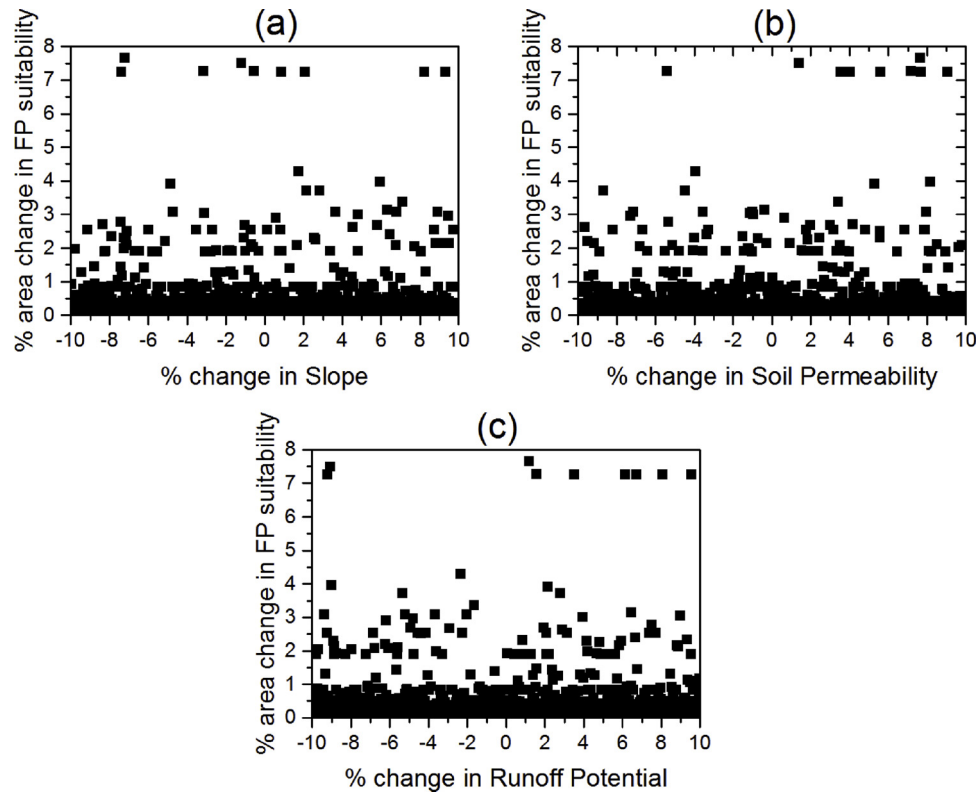 (a)
% area change in FP suitability
8
7
6
5
4
3
2
1
0
-10 -8 -6 -4 -2 0 2 4 6 8 10
% change in Slope
(b)
% area change in FP suitability
8
7
6
5
4
3
2
1
0
-10 -8 -6 -4 -2 0 2 4 6 8 10
% change in Soil Permeability
(c)
% area change in FP suitability
8
7
6
5
4
3
2
1
0
-10 -8 -6 -4 -2 0 2 4 6 8 10
% change in Runoff Potential